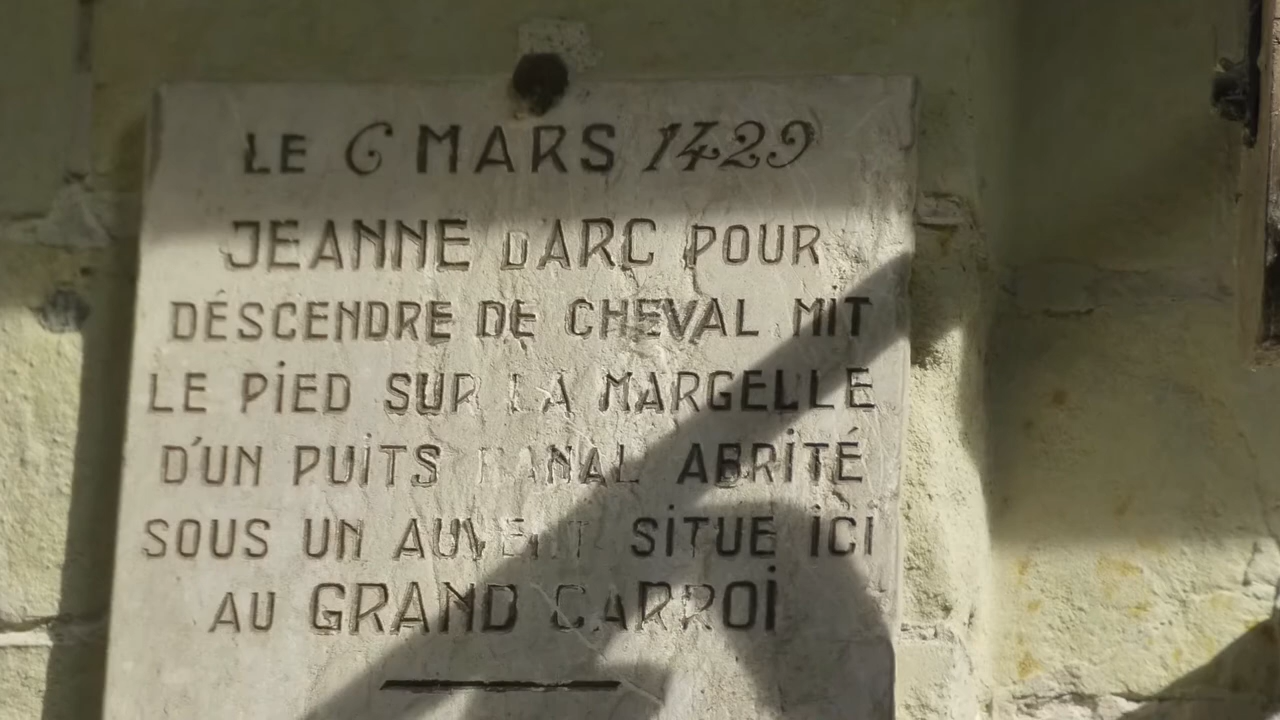 LE 6 MARS 1429
JEANNE D'ARC POUR
DÉSCENDRE DE CHEVAL MIT
LE PIED SUR LA MARGELLE
D'UN PUITS BANAL ABRITÉ
SOUS UN AUVENT SITUE ICI
AU GRAND CARROI